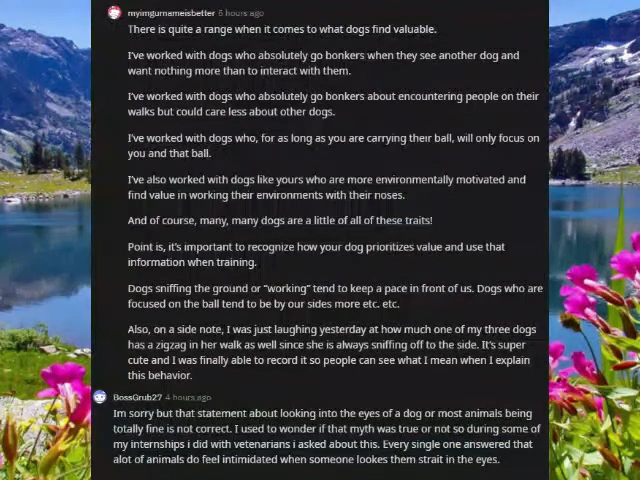 myimgurnameisbetter 6 hours ago
There is quite a range when it comes to what dogs find valuable.
I've worked with dogs who absolutely go bonkers when they see another dog and
want nothing more than to interact with them.
I've worked with dogs who absolutely go bonkers about encountering people on their
walks but could care less about other dogs.
I've worked with dogs who, for as long as you are carrying their ball, will only focus on
you and that ball.
I've also worked with dogs like yours who are more environmentally motivated and
find value in working their environments with their noses.
And of course, many, many dogs are a little of all of these traits!
Point is, it's important to recognize how your dog prioritizes value and use that
information when training.
Dogs sniffing the ground or "working" tend to keep a pace in front of us. Dogs who are
focused on the ball tend to be by our sides more etc. etc.
Also, on a side note, I was just laughing yesterday at how much one of my three dogs
has a zigzag in her walk as well since she is always sniffing off to the side. It's super
cute and I was finally able to record it so people can see what I mean when I explain
this behavior.
BossGrub27 4 hours ago
Im sorry but that statement about looking into the eyes of a dog or most animals being
totally fine is not correct. I used to wonder if that myth was true or not so during some of
my internships i did with vetenarians i asked about this. Every single one answered that
alot of animals do feel intimidated when someone lookes them strait in the eyes.